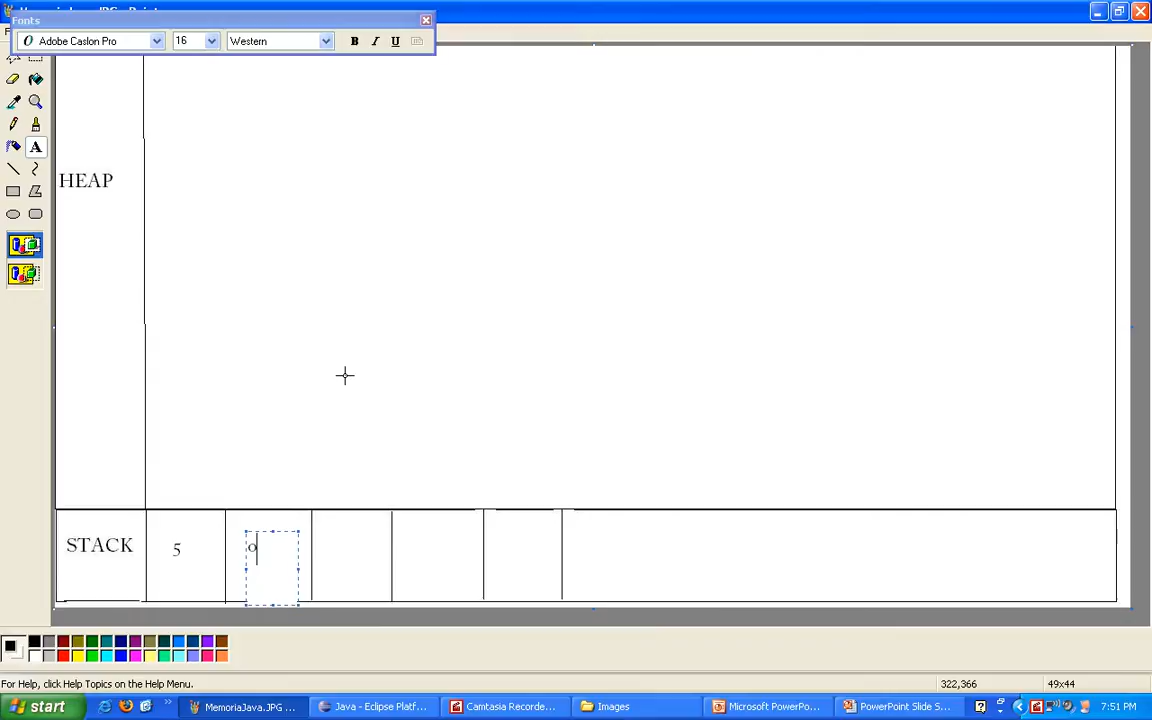 Fonts
Adobe Caslon Pro
16
Western
B I U
A
HEAP
STACK 5 0
For Help, click Help Topics on the Help Menu.
322,366
49x44
start
MemoriaJava.JPG ...
Java - Eclipse Platf...
Camtasia Recorde...
Images
Microsoft PowerPo...
PowerPoint Slide S...
7:51 PM